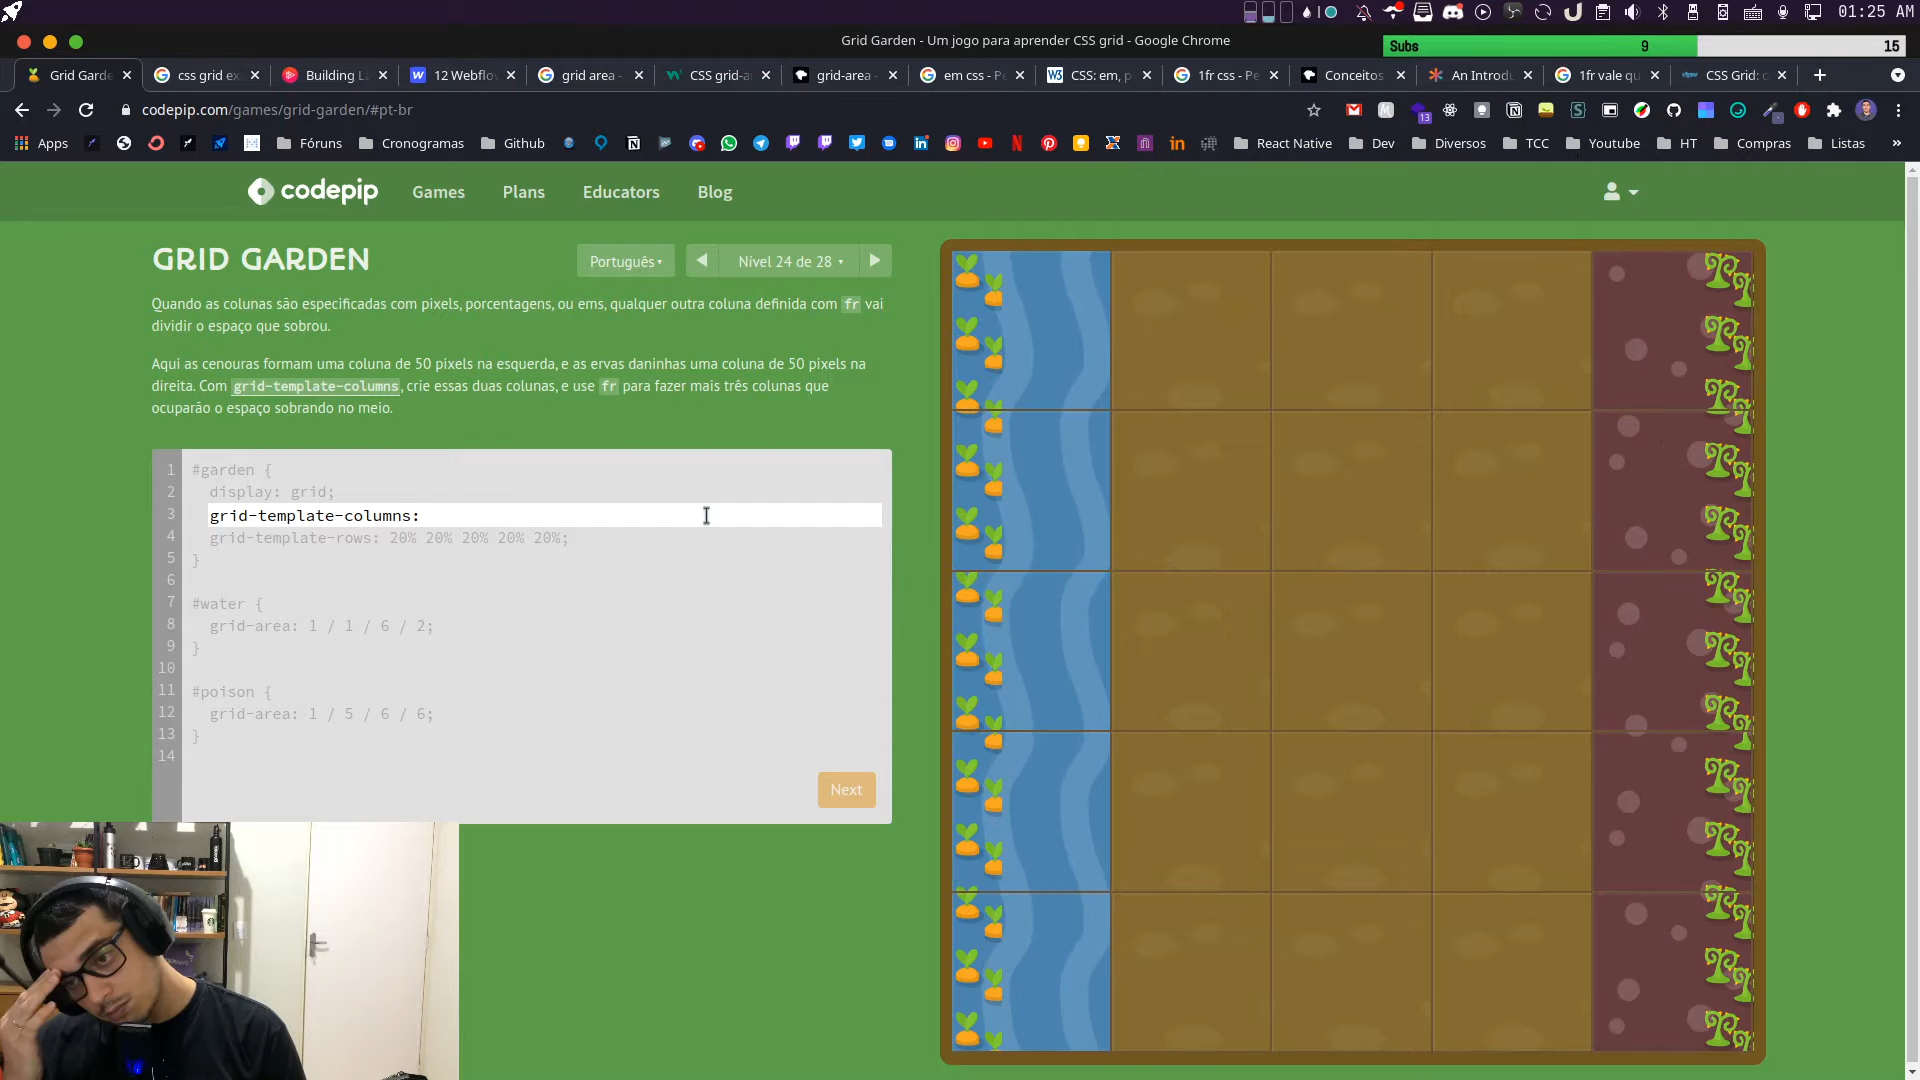 01:25 AM
Grid Garden - Um jogo para aprender CSS grid - Google Chrome
Subs 9 15
Grid Garde
css grid ex
Building La
12 Webflov
grid area -
CSS grid-a
grid-area -
em css - Pe
CSS: em, p
1fr css - Pe
Conceitos
An Introdu
1fr vale qu
CSS Grid: c
codepip.com/games/grid-garden/#pt-br
13
Apps
Fóruns
Cronogramas
Github
React Native
Dev
Diversos
TCC
Youtube
HT
Compras
Listas
»
codepip
Games
Plans
Educators
Blog
GRID GARDEN
Português
Nível 24 de 28
Quando as colunas são especificadas com pixels, porcentagens, ou ems, qualquer outra coluna definida com fr vai
dividir o espaço que sobrou.
Aqui as cenouras formam uma coluna de 50 pixels na esquerda, e as ervas daninhas uma coluna de 50 pixels na
direita. Com grid-template-columns, crie essas duas colunas, e use fr para fazer mais três colunas que
ocuparão o espaço sobrando no meio.
1 #garden {
2 display: grid;
3 grid-template-columns:
4 grid-template-rows: 20% 20% 20% 20% 20%;
5 }
6
7 #water {
8 grid-area: 1 / 1 / 6 / 2;
9 }
10
11 #poison {
12 grid-area: 1 / 5 / 6 / 6;
13 }
14
Next